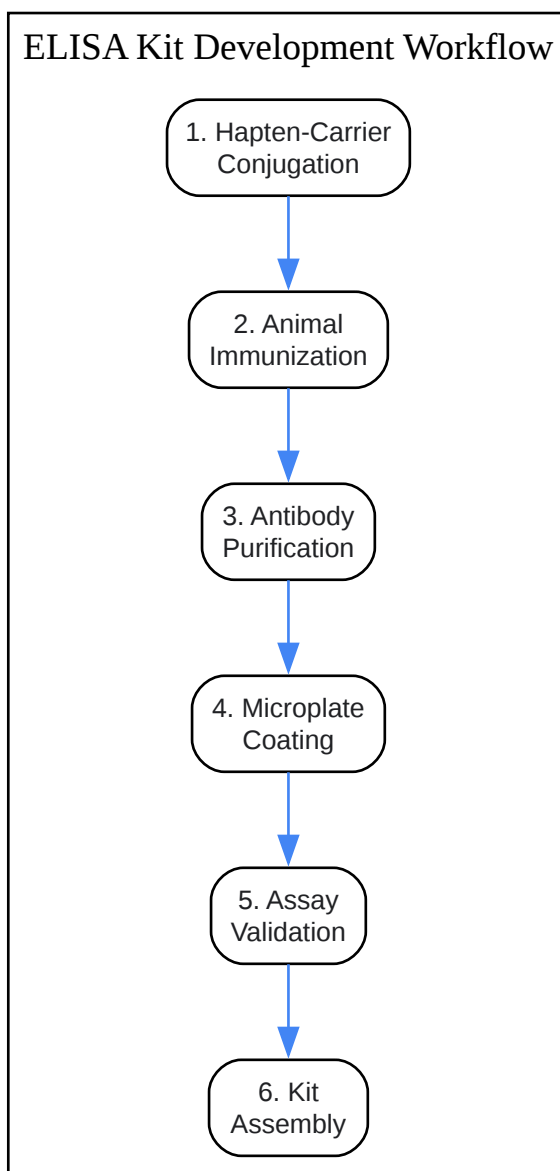 ELISA Kit Development Workflow
1. Hapten-Carrier
Conjugation
2. Animal
Immunization
3. Antibody
Purification
4. Microplate
Coating
5. Assay
Validation
6. Kit
Assembly